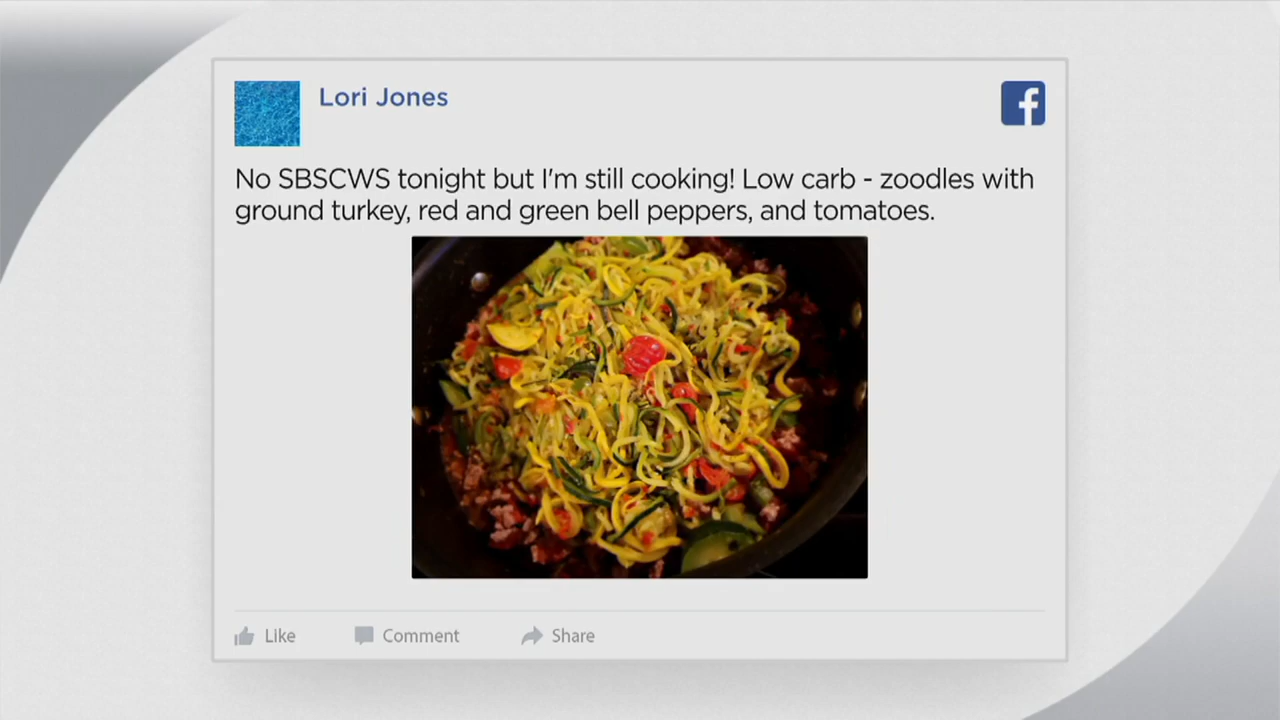 Lori Jones
No SBSCWS tonight but I'm still cooking! Low carb - zoodles with
ground turkey, red and green bell peppers, and tomatoes.
Like
Comment
Share